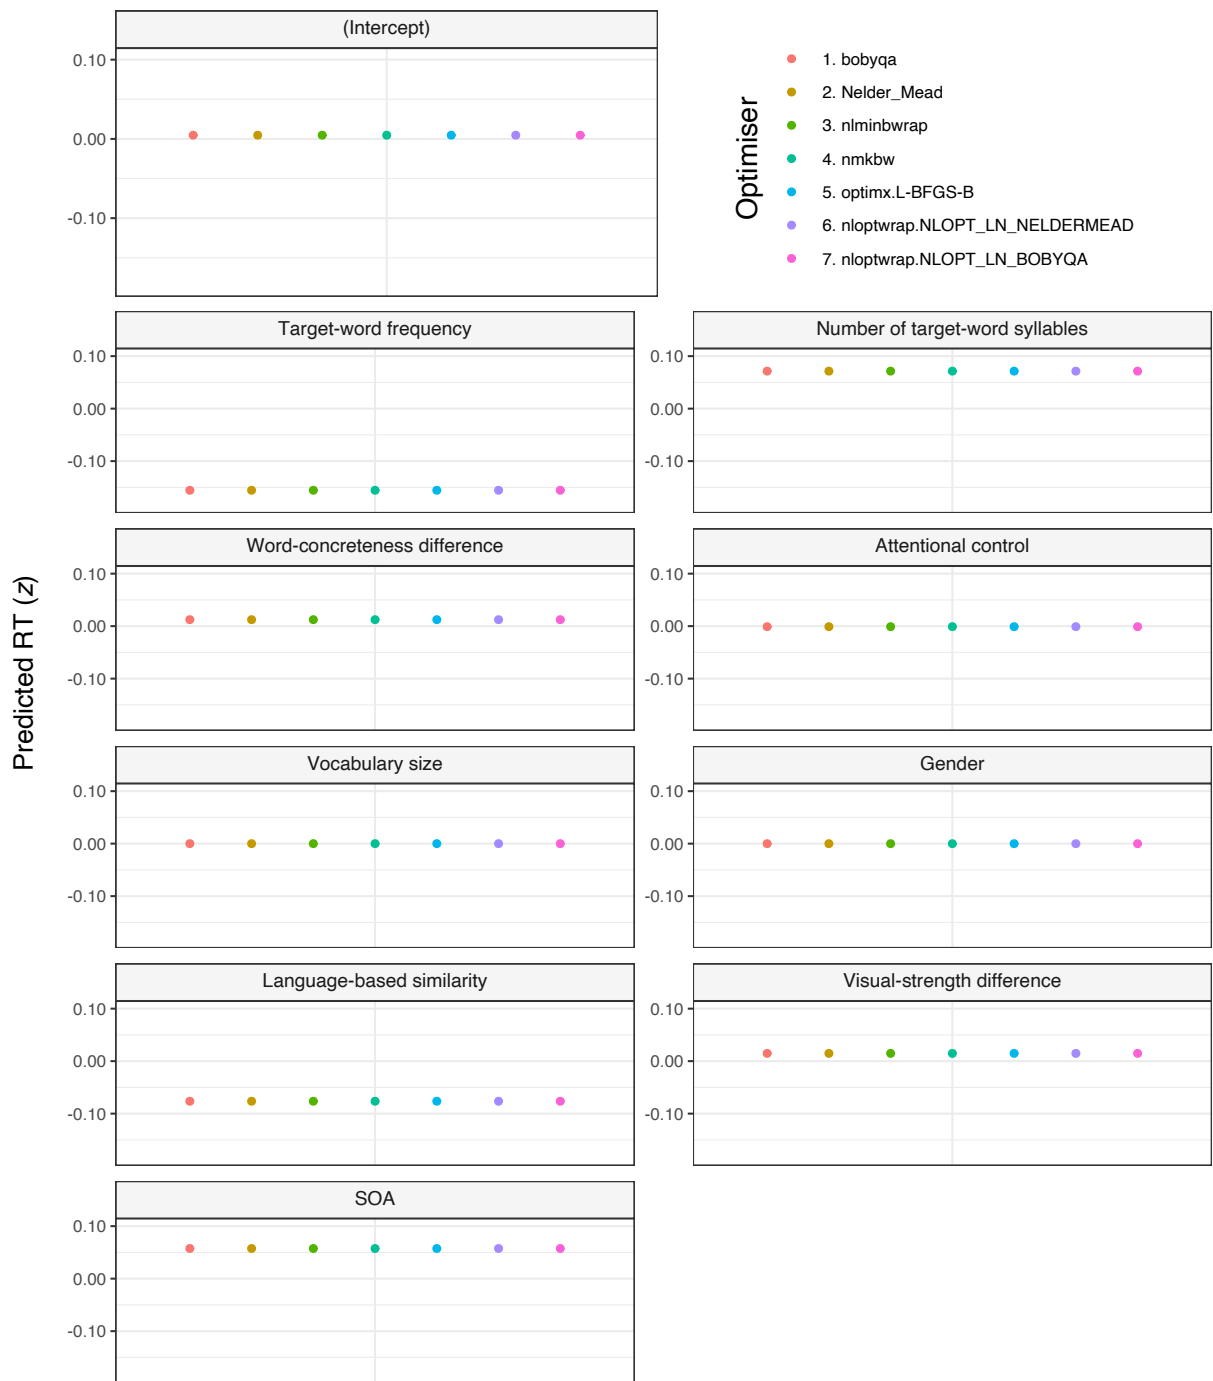 (Intercept)
0.10
0.00
-0.10
Optimiser
1. bobyqa
2. Nelder_Mead
3. nlminbwrap
4. nmkbw
5. optimx.L-BFGS-B
6. nloptwrap.NLOPT_LN_NELDERMEAD
7. nloptwrap.NLOPT_LN_BOBYQA
Predicted RT (z)
Target-word frequency
0.10
0.00
-0.10
Number of target-word syllables
0.10
0.00
-0.10
Word-concreteness difference
0.10
0.00
-0.10
Attentional control
0.10
0.00
-0.10
Vocabulary size
0.10
0.00
-0.10
Gender
0.10
0.00
-0.10
Language-based similarity
0.10
0.00
-0.10
Visual-strength difference
0.10
0.00
-0.10
SOA
0.10
0.00
-0.10